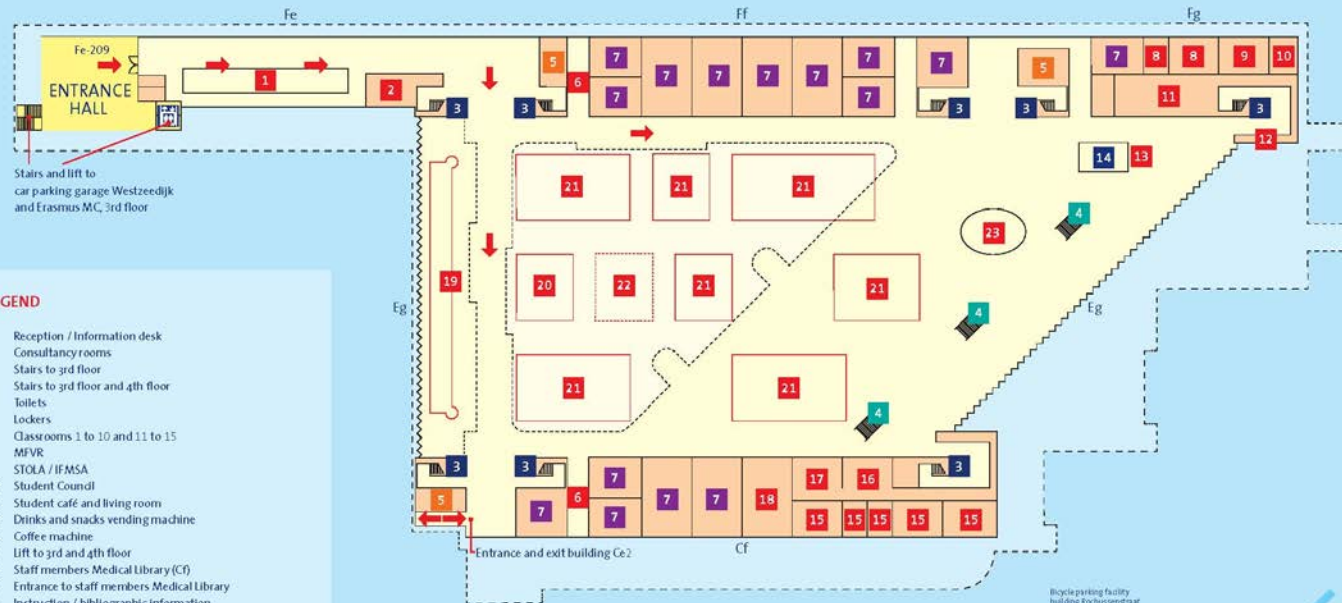 Fe
Ff
Fg
Fe-209
ENTRANCE
HALL
1
2
3
3
5
6
7
7
7
7
7
7
7
7
7
3
3
5
7
8
8
9
10
11
3
12
14
13
4
23
Stairs and lift to
car parking garage Westzeedijk
and Erasmus MC, 3rd floor
21
21
21
19
20
22
21
21
4
Eg
Eg
21
21
4
GEND
Reception / Information desk
Consultancy rooms
Stairs to 3rd floor
Stairs to 3rd floor and 4th floor
Toilets
Lockers
Classrooms 1 to 10 and 11 to 15
MFVR
STOLA / IFMSA
Student Council
Student café and living room
Drinks and snacks vending machine
Coffee machine
Lift to 3rd and 4th floor
Staff members Medical Library (Cf)
Entrance to staff members Medical Library
Instruction / bibliographic information
3
3
5
6
7
7
7
7
7
18
17
16
15
15
15
15
15
3
Entrance and exit building Ce2
Cf
Bicycle parking facility
building Rochussenstraat